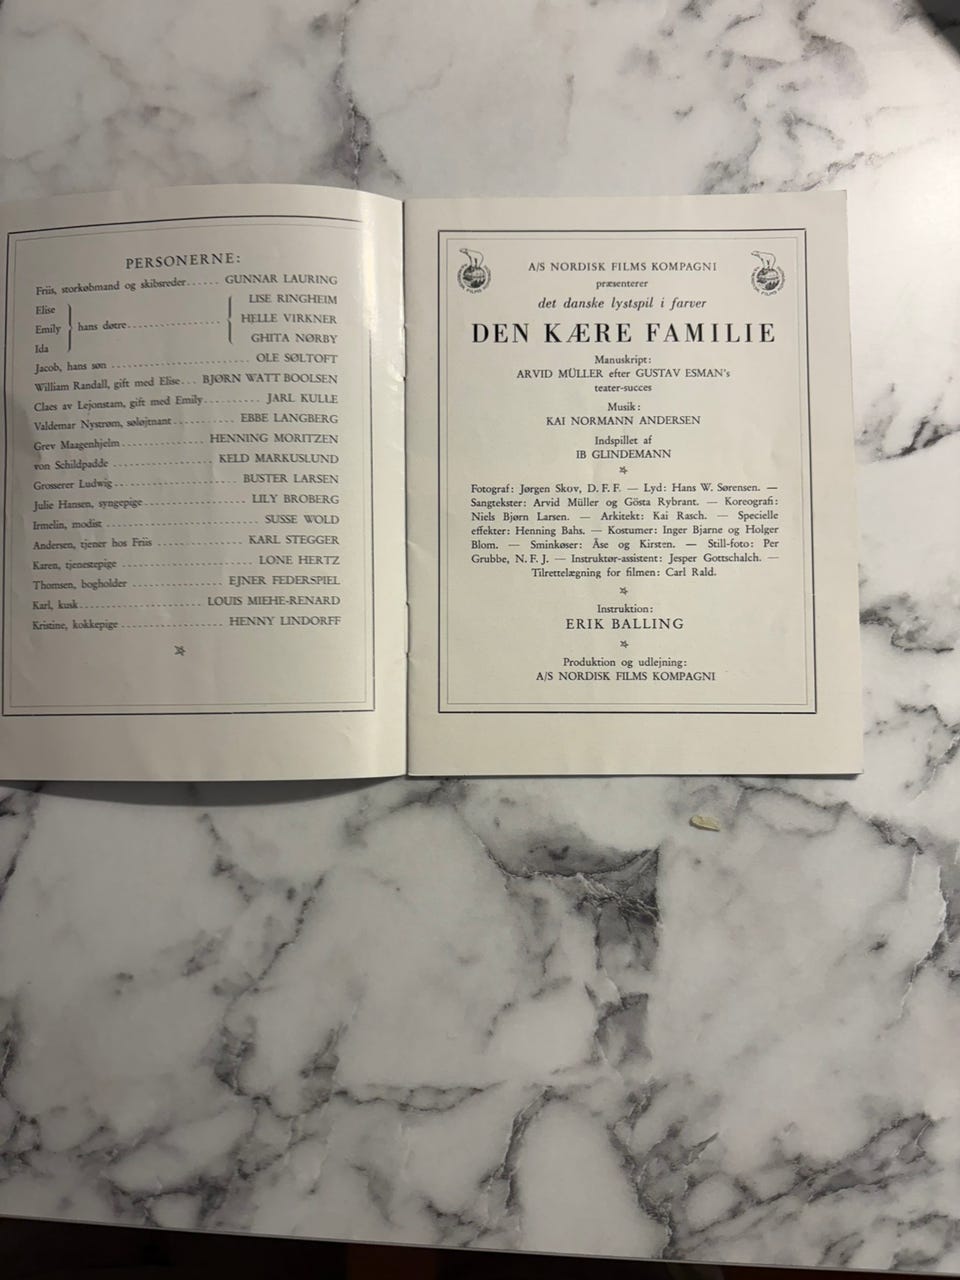 PERSONERNE:
Friis, storkøbmand og skibsreder...... GUNNAR LAURING
Elise
Emily
Ida
hans døtre
LISE RINGHEIM
HELLE VIRKNER
GHITA NØRBY
Jacob, hans søn ........ OLE SØLTOFT
William Randall, gift med Elise... BJØRN WATT BOOLSEN
Claes av Lejonstam, gift med Emily........ JARL KULLE
Valdemar Nystrøm, søløjtnant ........ EBBE LANGBERG
Grev Maagenhjelm ........ HENNING MORITZEN
von Schildpadde ........ KELD MARKUSLUND
Grosserer Ludwig ........ BUSTER LARSEN
Julie Hansen, syngepige ........ LILY BROBERG
Irmelin, modist ........ SUSSE WOLD
Andersen, tjener hos Friis ........ KARL STEGGER
Karen, tjenestepige ........ LONE HERTZ
Thomsen, bogholder ........ EJNER FEDERSPIEL
Karl, kusk ........ LOUIS MIEHE-RENARD
Kristine, kokkepige ........ HENNY LINDORFF
A/S NORDISK FILMS KOMPAGNI
præsenterer
det danske lystspil i farver
DEN KÆRE FAMILIE
Manuskript:
ARVID MÜLLER efter GUSTAV ESMAN's
teater-succes
Musik:
KAI NORMANN ANDERSEN
Indspillet af
IB GLINDEMANN
Fotograf: Jørgen Skov, D. F. F. — Lyd: Hans W. Sørensen. —
Sangtekster: Arvid Müller og Gösta Rybrant. — Koreografi:
Niels Bjørn Larsen. — Arkitekt: Kai Rasch. — Specielle
effekter: Henning Bahs. — Kostumer: Inger Bjarne og Holger
Blom. — Sminkøser: Åse og Kirsten. — Still-foto: Per
Grubbe, N. F. J. — Instruktør-assistent: Jesper Gottschalch. —
Tilrettelægning for filmen: Carl Rald.
Instruktion:
ERIK BALLING
Produktion og udlejning:
A/S NORDISK FILMS KOMPAGNI